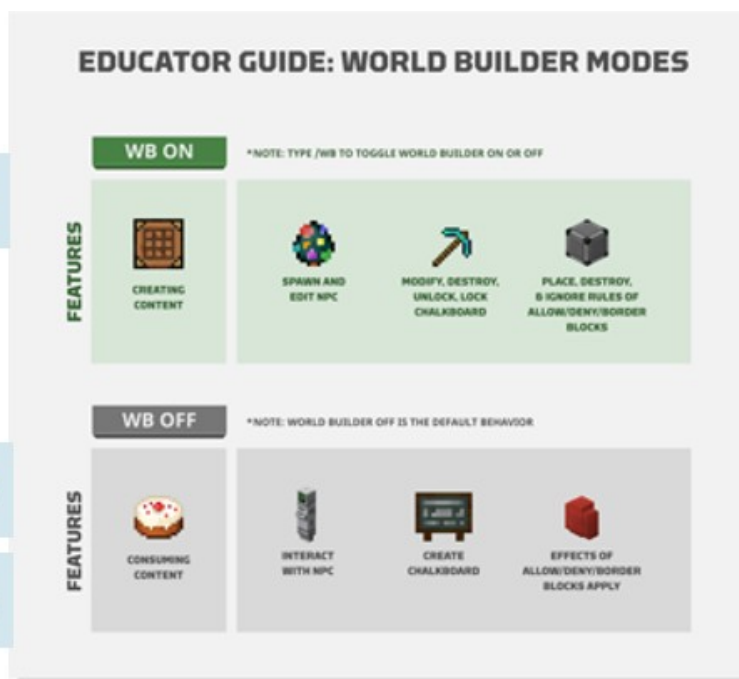 EDUCATOR GUIDE: WORLD BUILDER MODES
WB ON
*NOTE: TYPE /WB TO TOGGLE WORLD BUILDER ON OR OFF
FEATURES
CREATING
CONTENT
SPAWN AND
EDIT NPC
MODIFY, DESTROY,
UNLOCK, LOCK
CHALKBOARD
PLACE, DESTROY,
& IGNORE RULES OF
ALLOW/DENY/BORDER
BLOCKS
WB OFF
*NOTE: WORLD BUILDER OFF IS THE DEFAULT BEHAVIOR
FEATURES
CONSUMING
CONTENT
INTERACT
WITH NPC
CREATE
CHALKBOARD
EFFECTS OF
ALLOW/DENY/BORDER
BLOCKS APPLY